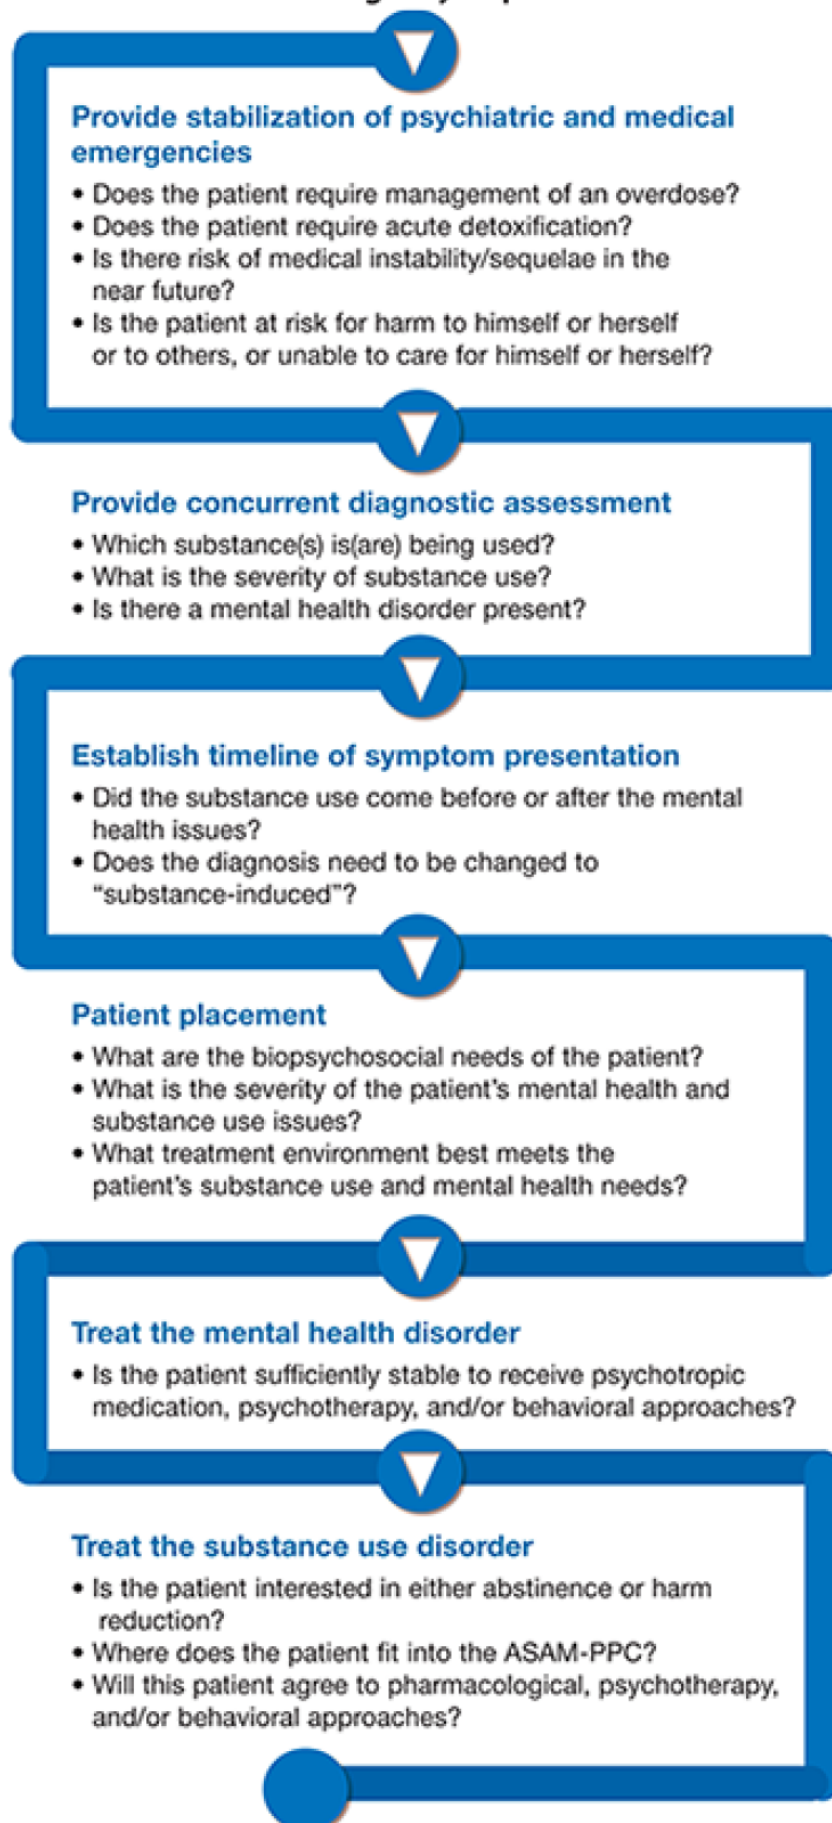 Provide stabilization of psychiatric and medical
emergencies
• Does the patient require management of an overdose?
• Does the patient require acute detoxification?
• Is there risk of medical instability/sequelae in the
near future?
• Is the patient at risk for harm to himself or herself
or to others, or unable to care for himself or herself?
Provide concurrent diagnostic assessment
• Which substance(s) is(are) being used?
• What is the severity of substance use?
• Is there a mental health disorder present?
Establish timeline of symptom presentation
• Did the substance use come before or after the mental
health issues?
• Does the diagnosis need to be changed to
“substance-induced”?
Patient placement
• What are the biopsychosocial needs of the patient?
• What is the severity of the patient’s mental health and
substance use issues?
• What treatment environment best meets the
patient’s substance use and mental health needs?
Treat the mental health disorder
• Is the patient sufficiently stable to receive psychotropic
medication, psychotherapy, and/or behavioral approaches?
Treat the substance use disorder
• Is the patient interested in either abstinence or harm
reduction?
• Where does the patient fit into the ASAM-PPC?
• Will this patient agree to pharmacological, psychotherapy,
and/or behavioral approaches?